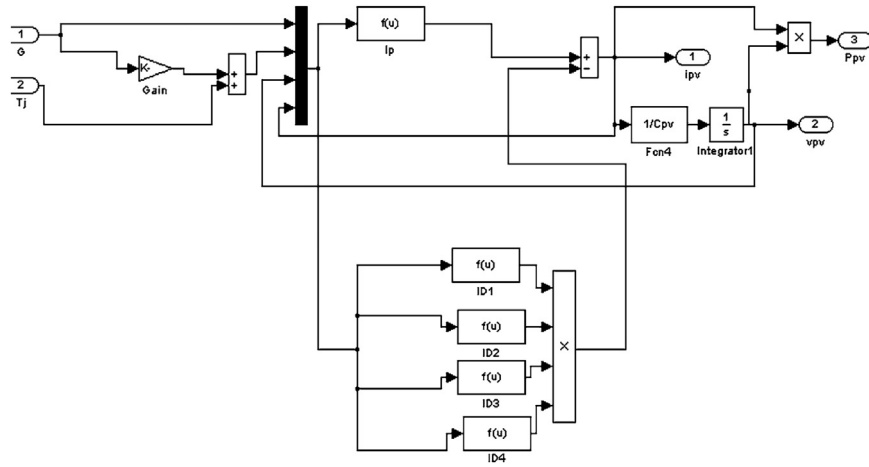 1
G
2
Tj
K-
Gain
+
+
f(u)
Ip
+
−
1
ipv
×
3
Ppv
1/Cpv
Fcn4
1
s
Integrator1
2
vpv
f(u)
ID1
f(u)
ID2
f(u)
ID3
f(u)
ID4
×